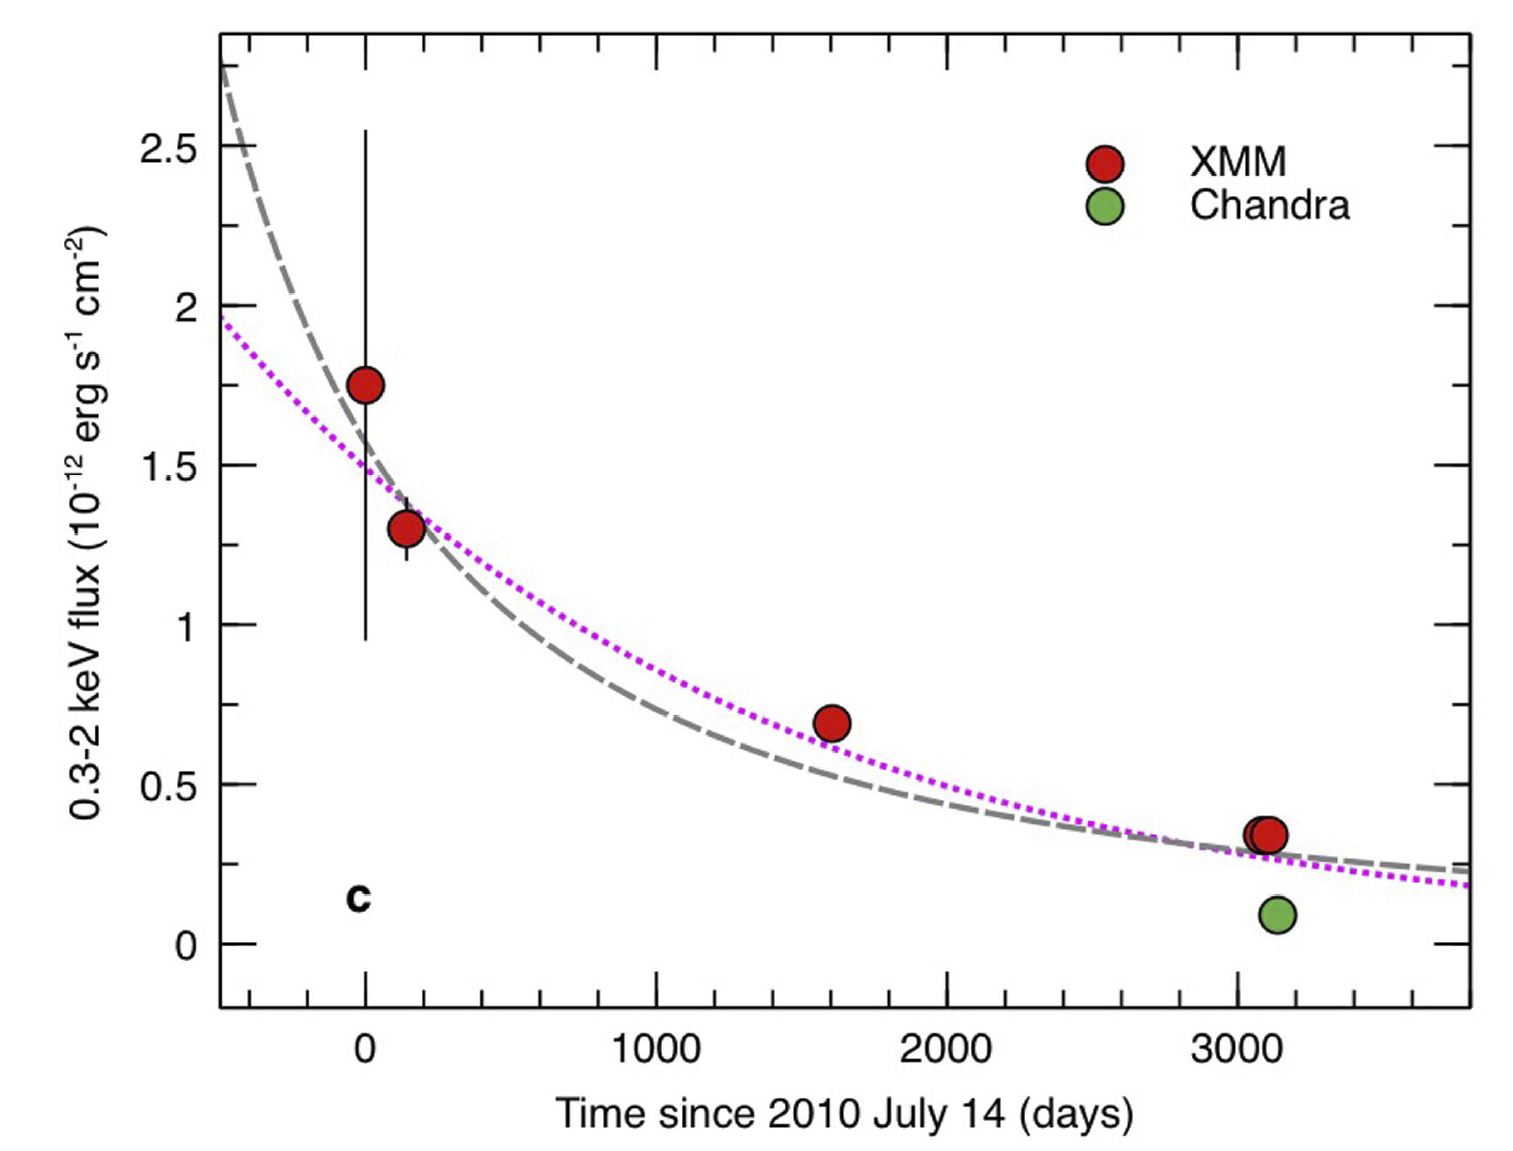 2.5
2
1.5
1
0.5
0
0.3-2 keV flux (10⁻¹² erg s⁻¹ cm⁻²)
XMM
Chandra
c
0 1000 2000 3000
Time since 2010 July 14 (days)